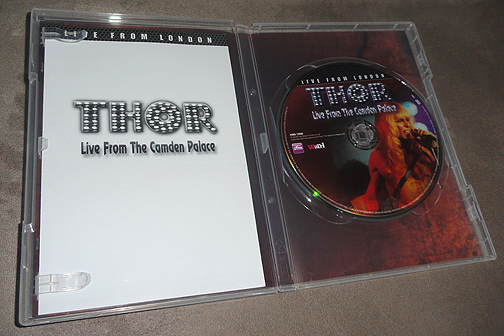 LIVE FROM LONDON
THOR
Live From The Camden Palace
LIVE FROM LONDON
THOR
Live From The Camden Palace